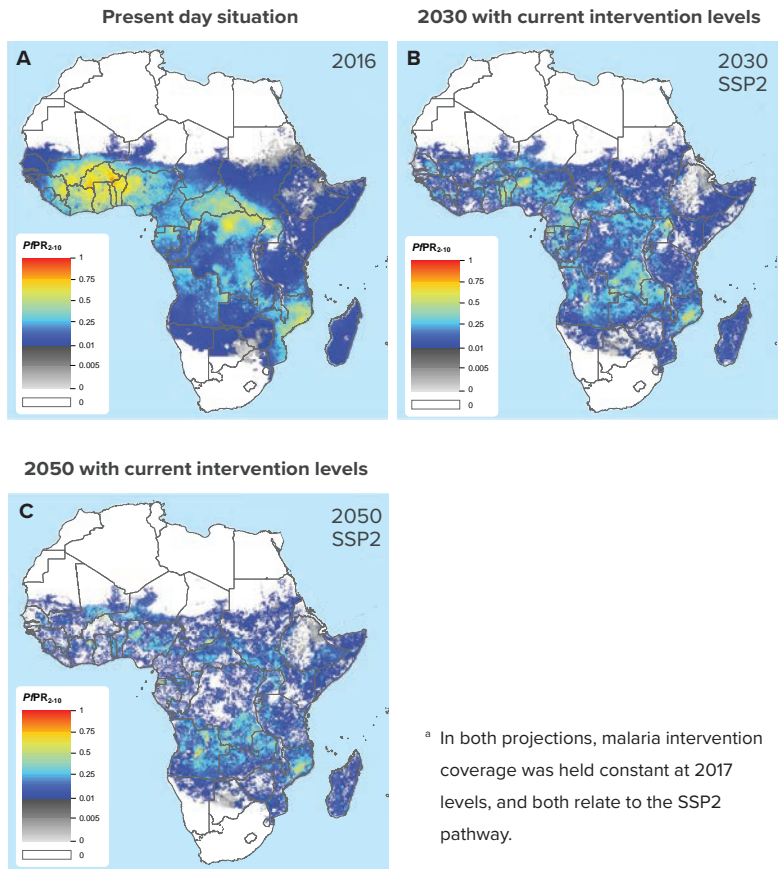 Present day situation
2030 with current intervention levels
A
2016
PfPR2-10
1
0.75
0.5
0.25
0.01
0.005
0
0
B
2030
SSP2
PfPR2-10
1
0.75
0.5
0.25
0.01
0.005
0
0
2050 with current intervention levels
C
2050
SSP2
PfPR2-10
1
0.75
0.5
0.25
0.01
0.005
0
0
a In both projections, malaria intervention
coverage was held constant at 2017
levels, and both relate to the SSP2
pathway.